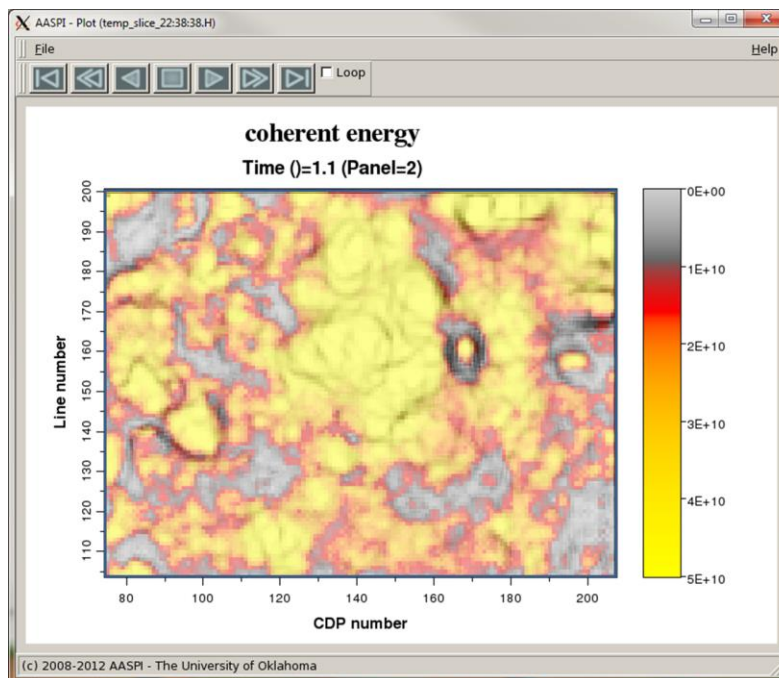 AASPI - Plot (temp_slice_22:38:38.H)
File Help
Loop
coherent energy
Time ()=1.1 (Panel=2)
200
190
180
170
160
150
140
130
120
110
Line number
80 100 120 140 160 180 200
CDP number
0E+00
1E+10
2E+10
3E+10
4E+10
5E+10
(c) 2008-2012 AASPI - The University of Oklahoma